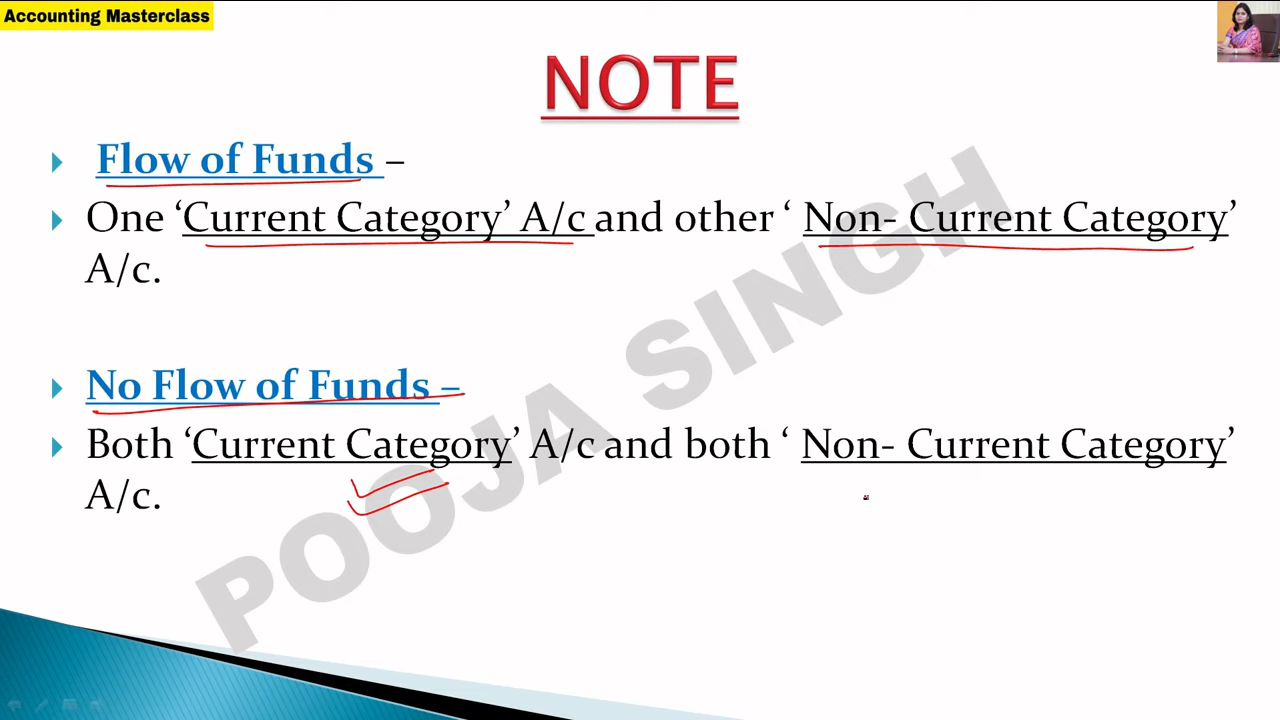 Accounting Masterclass
NOTE
Flow of Funds –
One ‘Current Category’ A/c and other ‘ Non- Current Category’
A/c.
No Flow of Funds –
Both ‘Current Category’ A/c and both ‘ Non- Current Category’
A/c.
POOJA SINGH